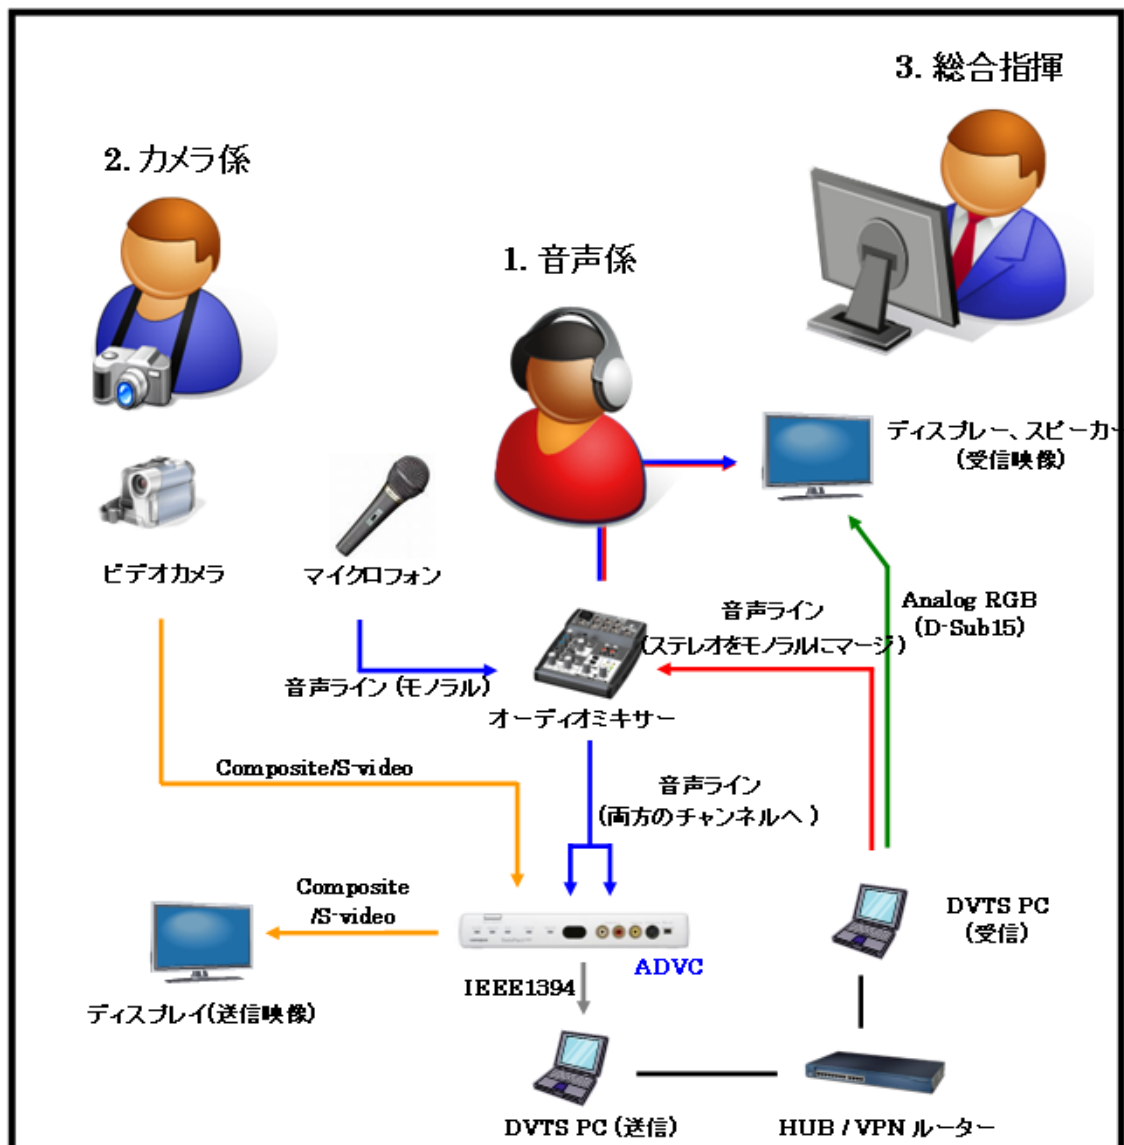 3. 総合指揮
2. カメラ係
1. 音声係
ディスプレー、スピーカー
(受信映像)
ビデオカメラ
マイクロフォン
音声ライン
(ステレオをモノラルにマージ)
Analog RGB
(D-Sub15)
音声ライン (モノラル)
オーディオミキサー
Composite/S-video
音声ライン
(両方のチャンネルへ)
Composite
/S-video
DVTS PC
(受信)
ADVC
IEEE1394
ディスプレイ(送信映像)
DVTS PC (送信)
HUB / VPN ルーター